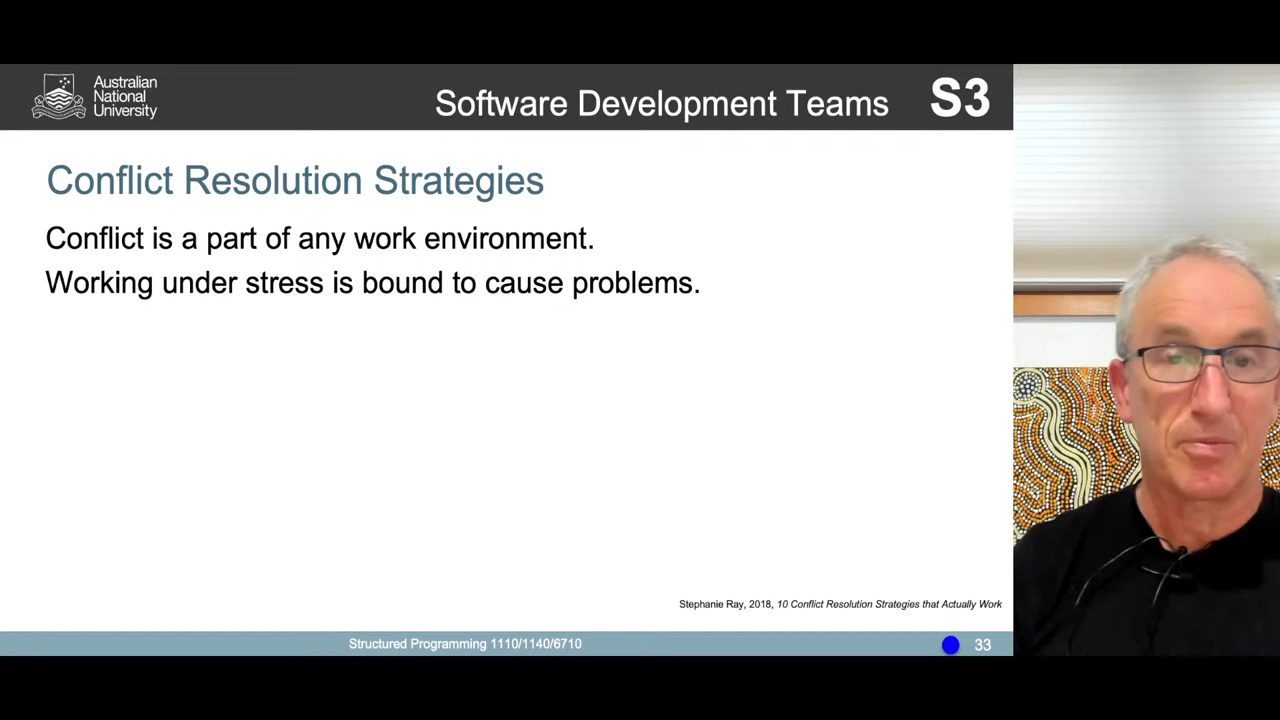 Australian
National
University
Software Development Teams S3
Conflict Resolution Strategies
Conflict is a part of any work environment.
Working under stress is bound to cause problems.
Stephanie Ray, 2018, 10 Conflict Resolution Strategies that Actually Work
Structured Programming 1110/1140/6710
33